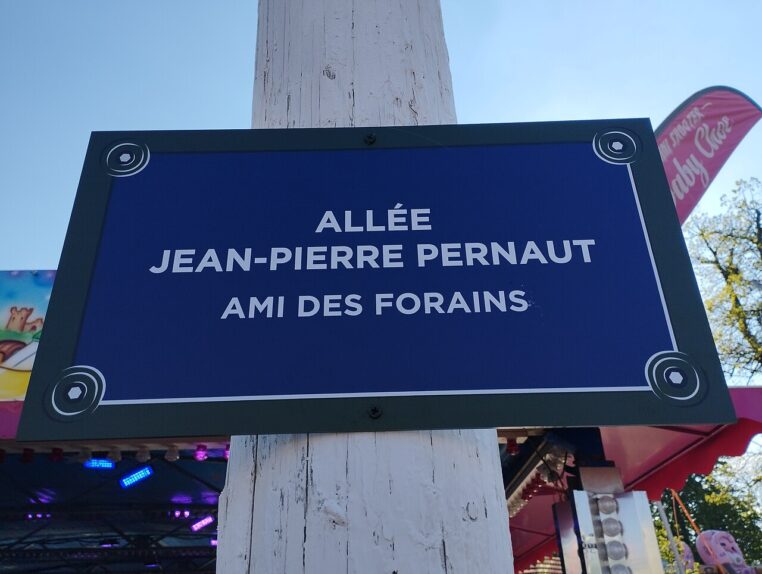 ALLÉE
JEAN-PIERRE PERNAUT
AMI DES FORAINS